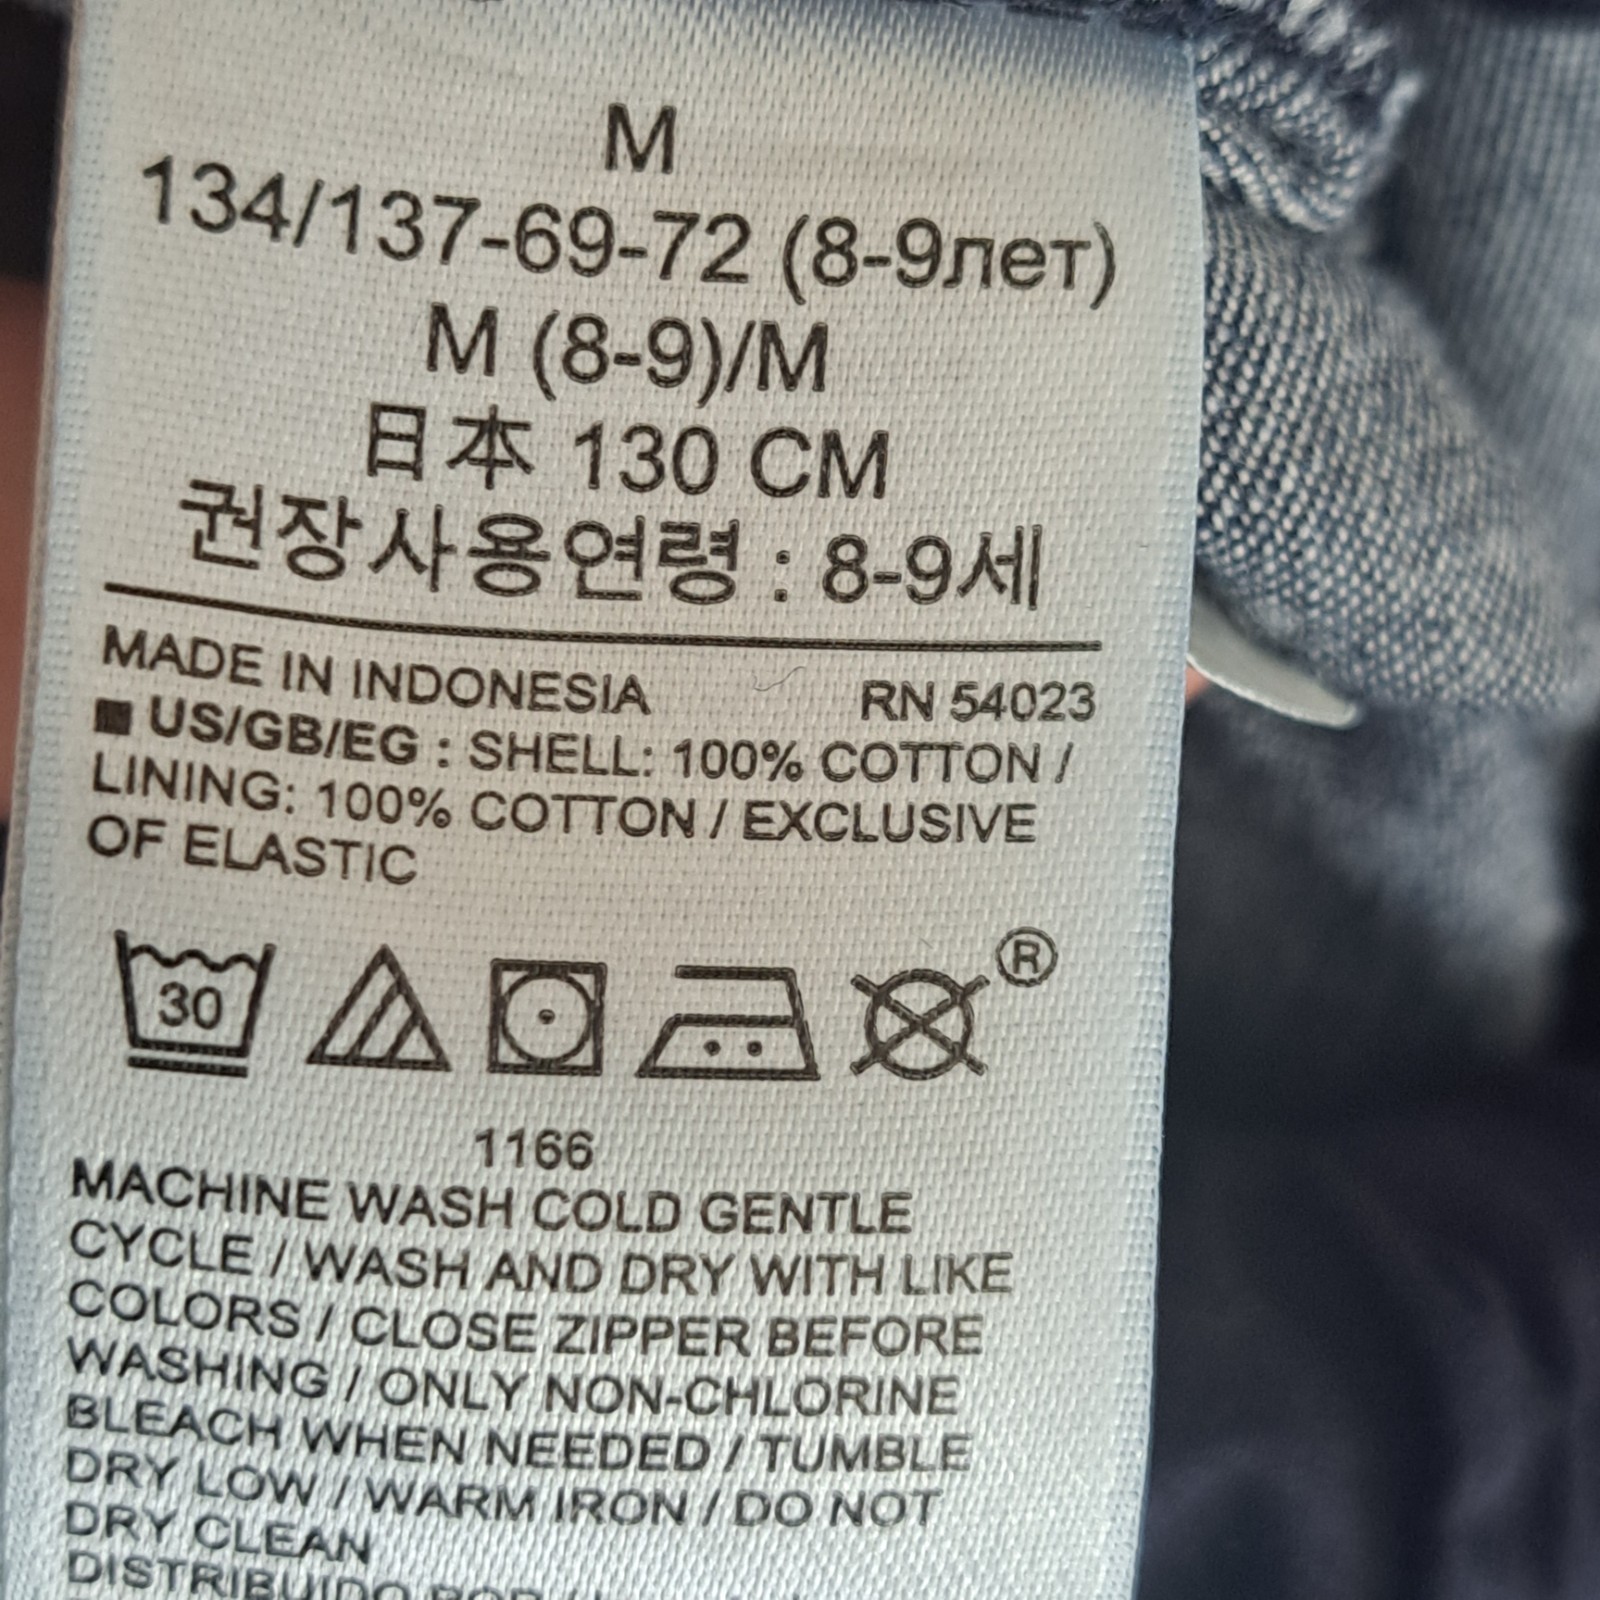 M
134/137-69-72 (8-9лет)
M (8-9)/M
日本 130 CM
권장사용연령 : 8-9세
MADE IN INDONESIA RN 54023
■ US/GB/EG : SHELL: 100% COTTON /
LINING: 100% COTTON / EXCLUSIVE
OF ELASTIC
30
®
1166
MACHINE WASH COLD GENTLE
CYCLE / WASH AND DRY WITH LIKE
COLORS / CLOSE ZIPPER BEFORE
WASHING / ONLY NON-CHLORINE
BLEACH WHEN NEEDED / TUMBLE
DRY LOW / WARM IRON / DO NOT
DRY CLEAN
DISTRIBUIDO POR /